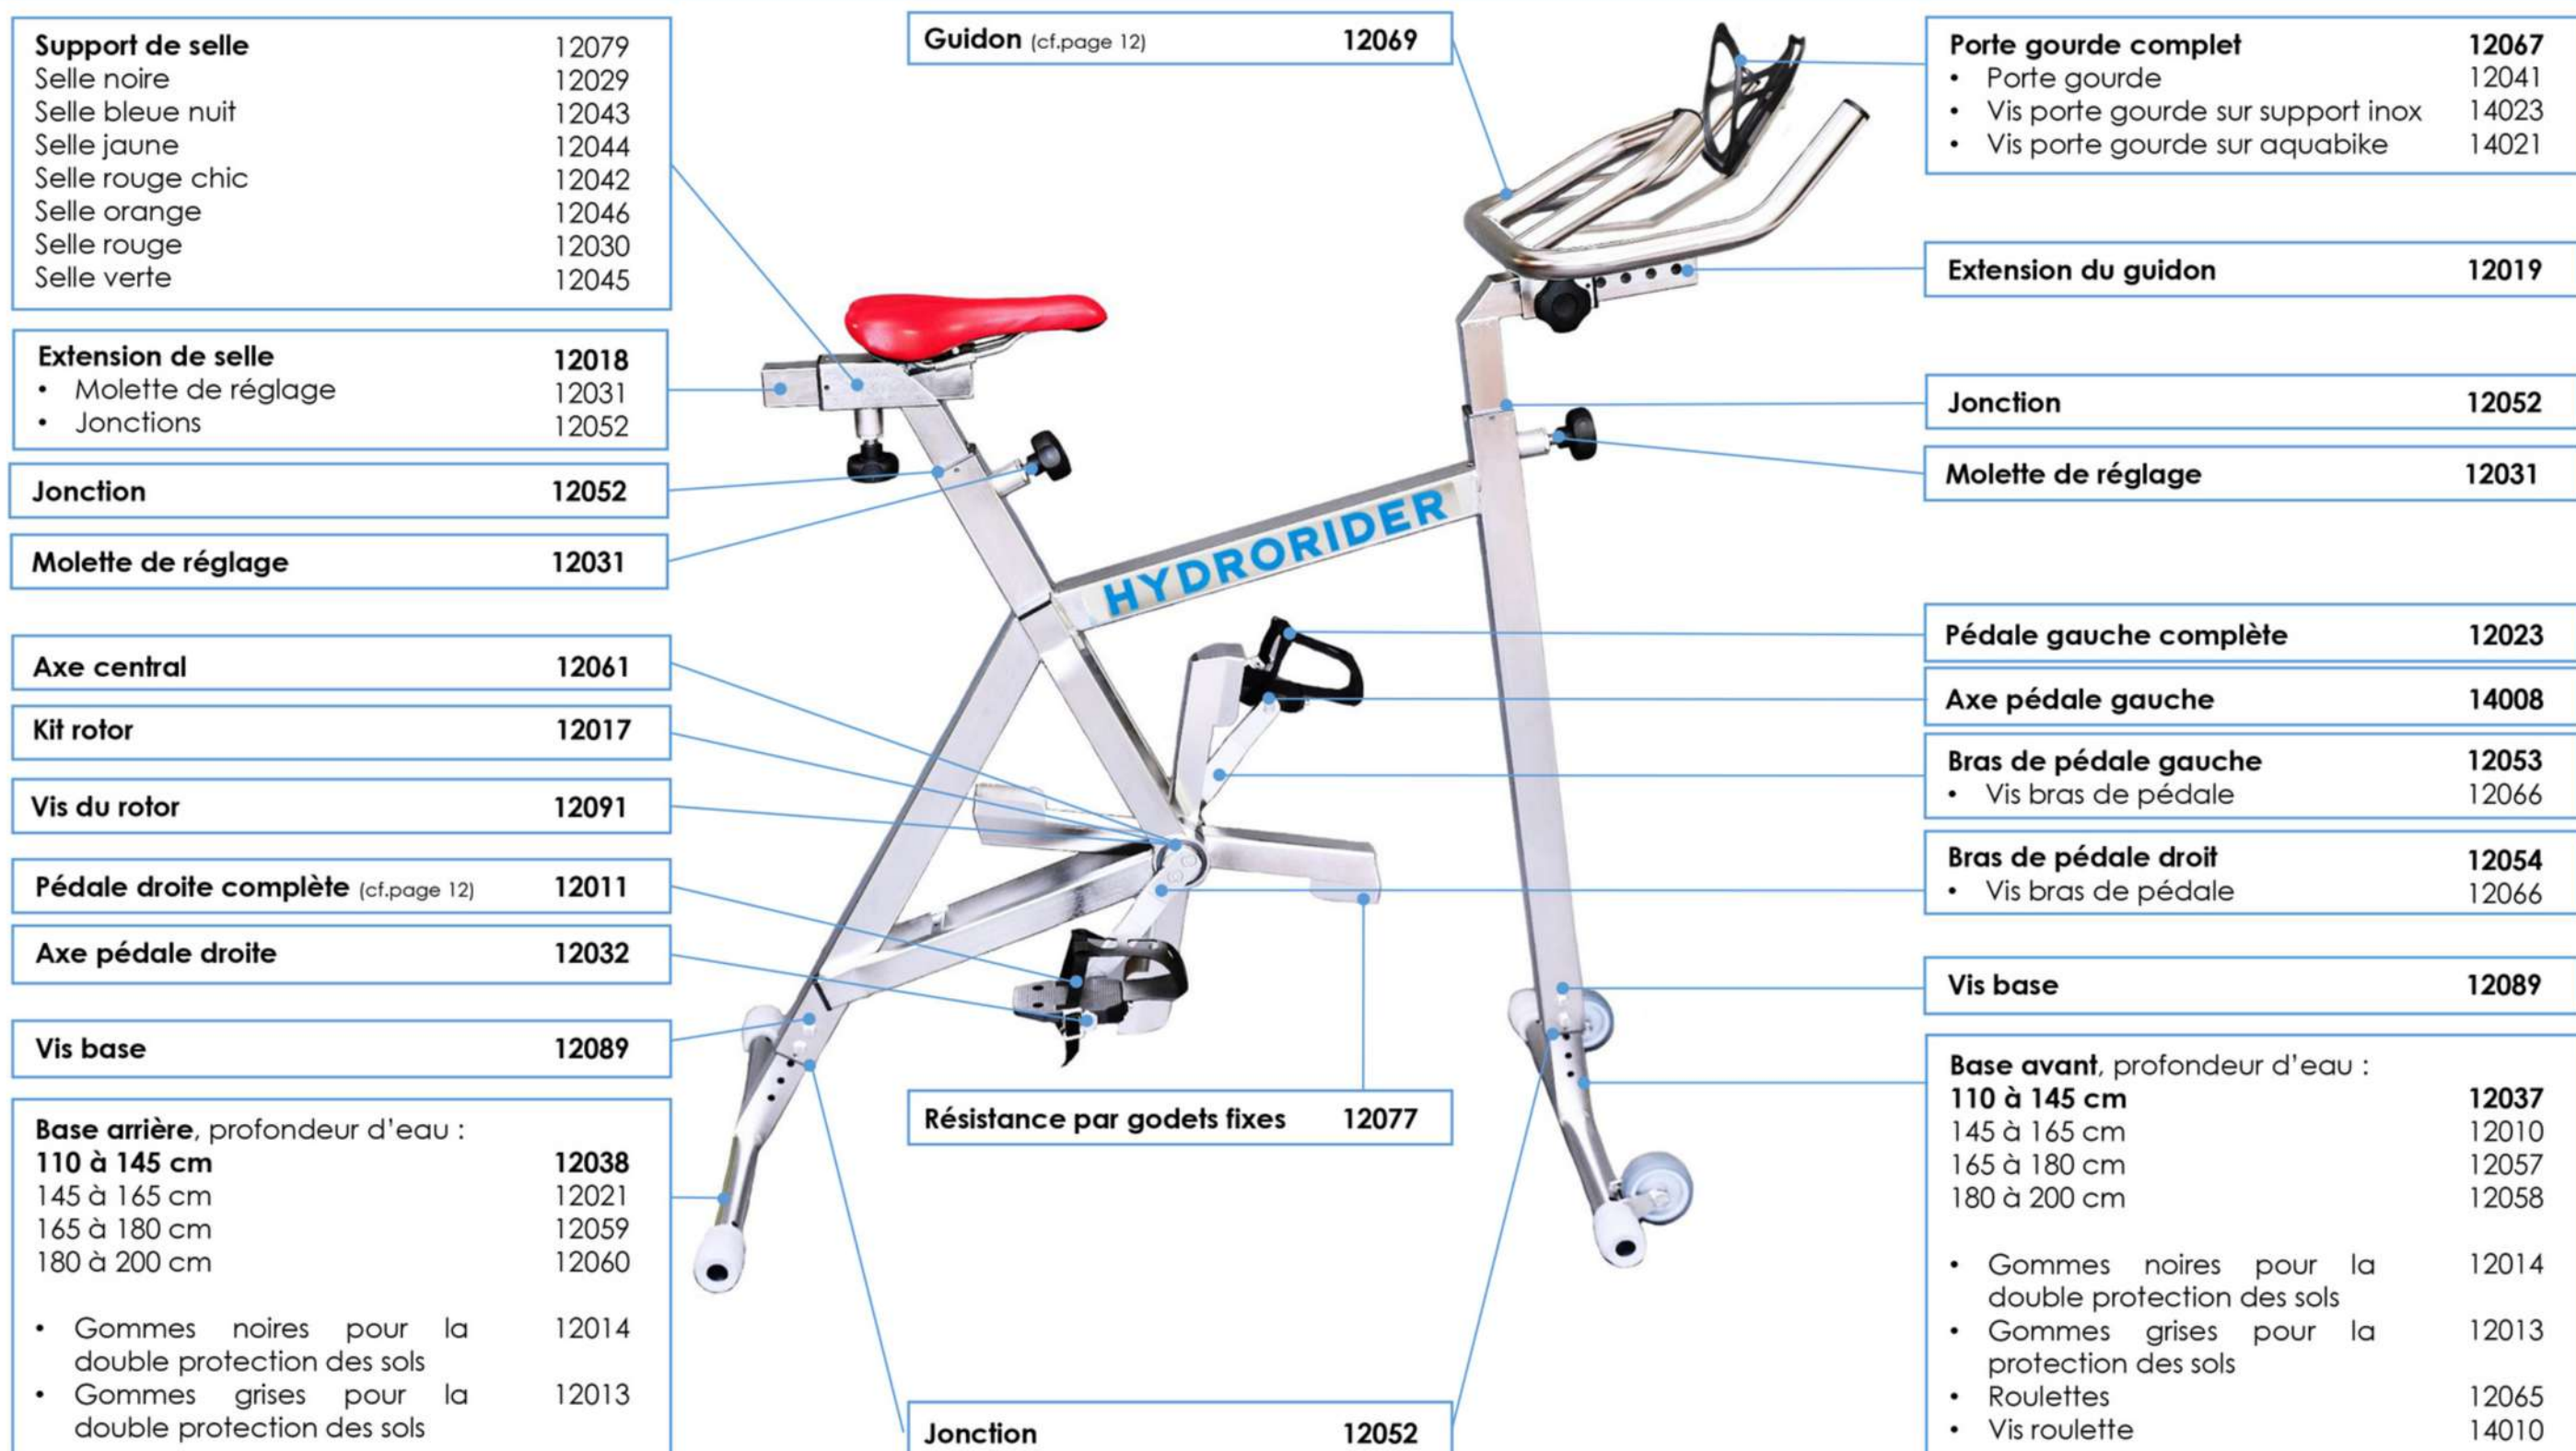 Support de selle 12079
Selle noire 12029
Selle bleue nuit 12043
Selle jaune 12044
Selle rouge chic 12042
Selle orange 12046
Selle rouge 12030
Selle verte 12045
Extension de selle 12018
• Molette de réglage 12031
• Jonctions 12052
Jonction 12052
Molette de réglage 12031
Axe central 12061
Kit rotor 12017
Vis du rotor 12091
Pédale droite complète (cf.page 12) 12011
Axe pédale droite 12032
Vis base 12089
Base arrière, profondeur d'eau :
110 à 145 cm 12038
145 à 165 cm 12021
165 à 180 cm 12059
180 à 200 cm 12060
• Gommes noires pour la 12014
double protection des sols
• Gommes grises pour la 12013
double protection des sols
Guidon (cf.page 12) 12069
HYDRORIDER
Résistance par godets fixes 12077
Jonction 12052
Porte gourde complet 12067
• Porte gourde 12041
• Vis porte gourde sur support inox 14023
• Vis porte gourde sur aquabike 14021
Extension du guidon 12019
Jonction 12052
Molette de réglage 12031
Pédale gauche complète 12023
Axe pédale gauche 14008
Bras de pédale gauche 12053
• Vis bras de pédale 12066
Bras de pédale droit 12054
• Vis bras de pédale 12066
Vis base 12089
Base avant, profondeur d'eau :
110 à 145 cm 12037
145 à 165 cm 12010
165 à 180 cm 12057
180 à 200 cm 12058
• Gommes noires pour la 12014
double protection des sols
• Gommes grises pour la 12013
protection des sols
• Roulettes 12065
• Vis roulette 14010